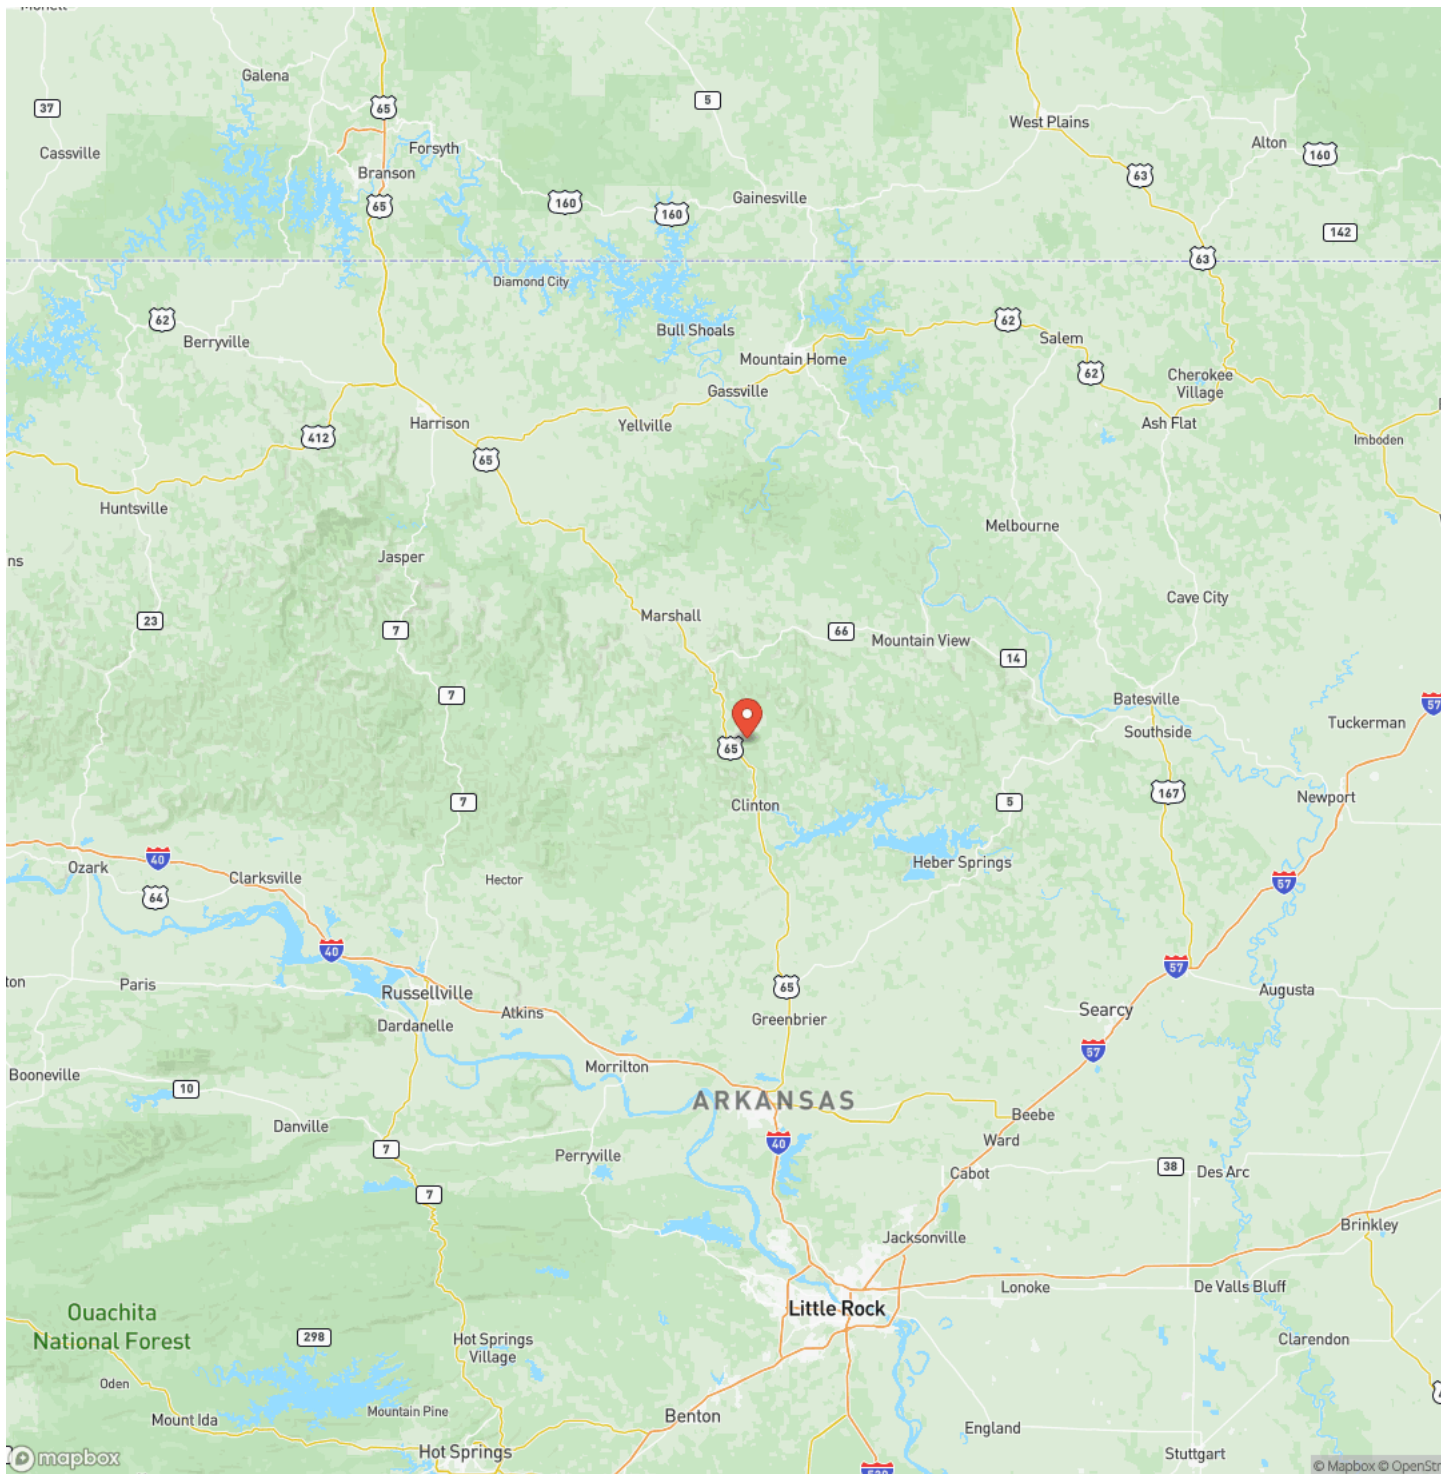 Galena
65
5
37
West Plains
Cassville
Forsyth
Alton
160
Branson
63
65
160
160
Gainesville
142
63
Diamond City
62
Bull Shoals
62
Berryville
Salem
Mountain Home
62
Cherokee
Village
Gassville
Harrison
Yellville
Ash Flat
412
65
Imboden
Huntsville
Melbourne
Jasper
ns
Cave City
Marshall
23
7
66
Mountain View
14
7
Batesville
57
Tuckerman
Southside
65
7
Clinton
5
167
Newport
40
Ozark
Heber Springs
Clarksville
Hector
57
64
40
57
ton
Paris
65
Augusta
Russellville
Atkins
Greenbrier
Searcy
Dardanelle
57
Morrilton
Booneville
10
ARKANSAS
Beebe
Danville
40
Ward
7
Perryville
38
Cabot
Des Arc
7
Brinkley
Jacksonville
Lonoke
De Valls Bluff
Ouachita
National Forest
Little Rock
298
Hot Springs
Village
Clarendon
Oden
Mountain Pine
Mount Ida
Benton
England
Hot Springs
Stuttgart
mapbox
© Mapbox © OpenStr